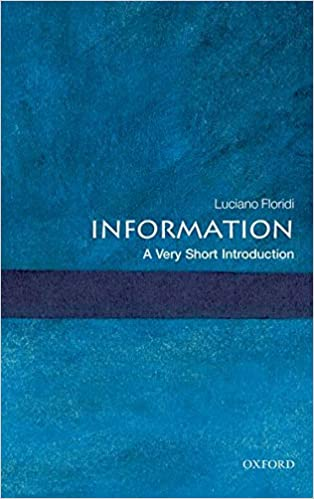 Luciano Floridi
INFORMATION
A Very Short Introduction
OXFORD